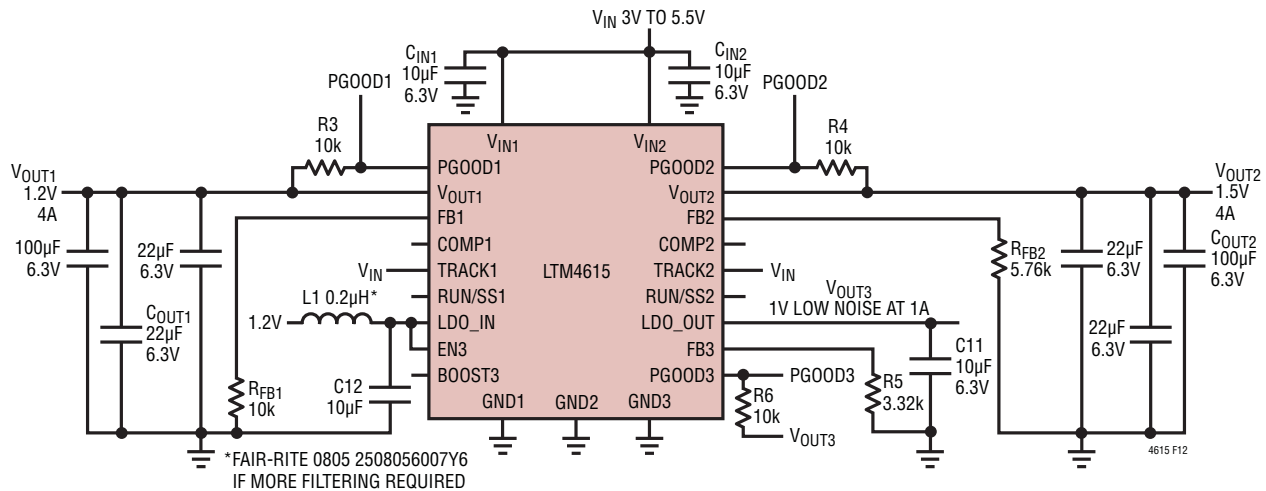 VIN 3V TO 5.5V
CIN1
10µF
6.3V
CIN2
10µF
6.3V
PGOOD1
PGOOD2
R3
10k
R4
10k
VIN1
VIN2
PGOOD1
PGOOD2
VOUT1
1.2V
4A
VOUT1
VOUT2
VOUT2
1.5V
4A
FB1
FB2
100µF
6.3V
22µF
6.3V
COMP1
COMP2
RFB2
5.76k
22µF
6.3V
COUT2
100µF
6.3V
VIN
TRACK1
LTM4615
TRACK2
VIN
L1 0.2µH*
RUN/SS1
RUN/SS2
VOUT3
1V LOW NOISE AT 1A
COUT1
22µF
6.3V
1.2V
LDO_IN
LDO_OUT
22µF
6.3V
EN3
FB3
C11
10µF
6.3V
BOOST3
PGOOD3
PGOOD3
RFB1
10k
C12
10µF
R5
3.32k
R6
10k
GND1
GND2
GND3
VOUT3
*FAIR-RITE 0805 2508056007Y6
IF MORE FILTERING REQUIRED
4615 F12